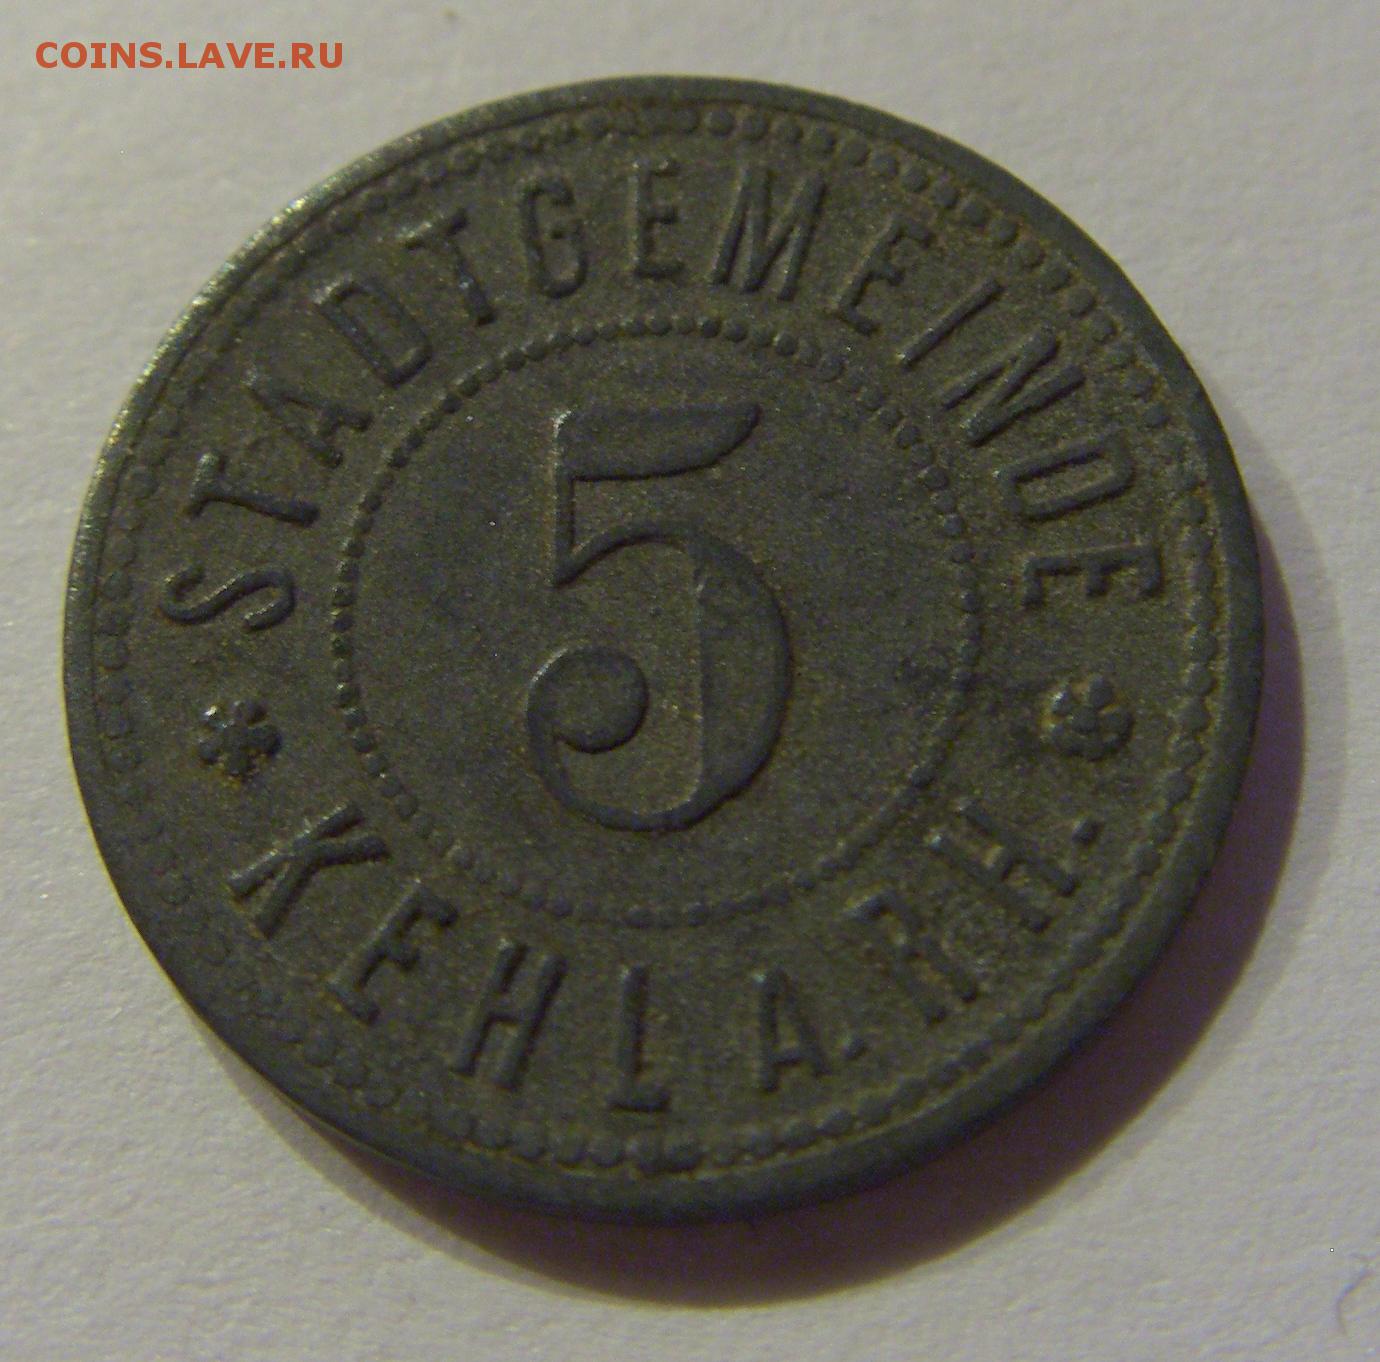 COINS.LAVE.RU
STADTGEMEINDE
5
KEHL A.RH.